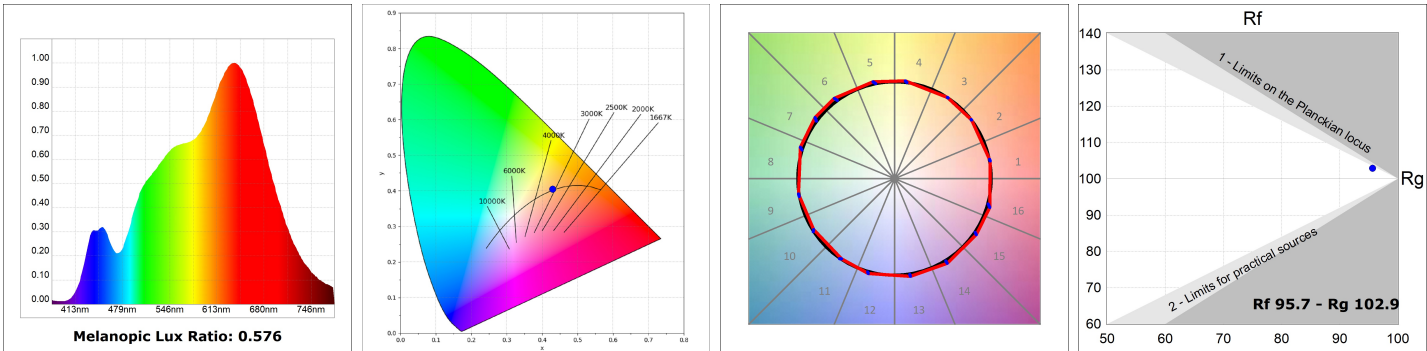 1.00
0.90
0.80
0.70
0.60
0.50
0.40
0.30
0.20
0.10
0.00
413nm 479nm 546nm 613nm 680nm 746nm
Melanopic Lux Ratio: 0.576
0.9
0.8
0.7
0.6
0.5
0.4
0.3
0.2
0.1
0.0
y
0.0 0.1 0.2 0.3 0.4 0.5 0.6 0.7 0.8
x
10000K
6000K
4000K
3000K
2500K
2000K
1667K
1
2
3
4
5
6
7
8
9
10
11
12
13
14
15
16
Rf
140
130
120
110
100
90
80
70
60
50 60 70 80 90 100
Rg
1 - Limits on the Planckian locus
2 - Limits for practical sources
Rf 95.7 - Rg 102.9